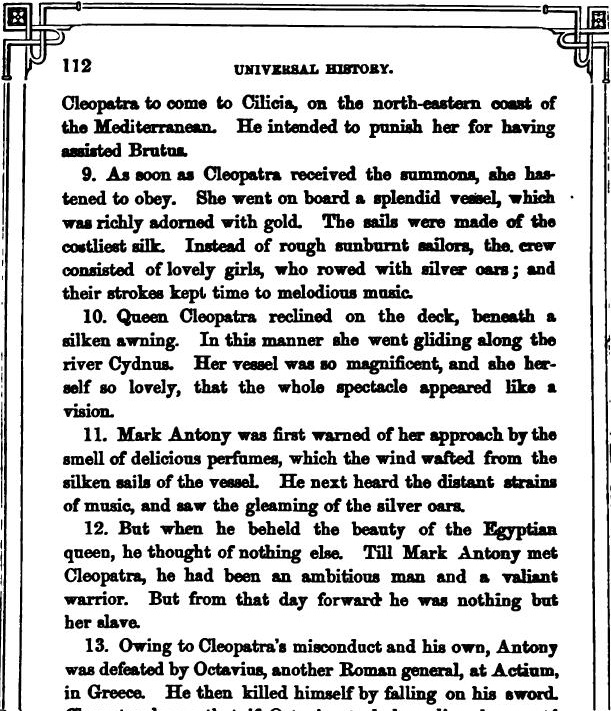 112
UNIVERSAL HISTORY.
Cleopatra to come to Cilicia, on the north-eastern coast of
the Mediterranean. He intended to punish her for having
assisted Brutus.
9. As soon as Cleopatra received the summons, she has-
tened to obey. She went on board a splendid vessel, which
was richly adorned with gold. The sails were made of the
costliest silk. Instead of rough sunburnt sailors, the crew
consisted of lovely girls, who rowed with silver oars; and
their strokes kept time to melodious music.
10. Queen Cleopatra reclined on the deck, beneath a
silken awning. In this manner she went gliding along the
river Cydnus. Her vessel was so magnificent, and she her-
self so lovely, that the whole spectacle appeared like a
vision.
11. Mark Antony was first warned of her approach by the
smell of delicious perfumes, which the wind wafted from the
silken sails of the vessel. He next heard the distant strains
of music, and saw the gleaming of the silver oars.
12. But when he beheld the beauty of the Egyptian
queen, he thought of nothing else. Till Mark Antony met
Cleopatra, he had been an ambitious man and a valiant
warrior. But from that day forward he was nothing but
her slave.
13. Owing to Cleopatra's misconduct and his own, Antony
was defeated by Octavius, another Roman general, at Actium,
in Greece. He then killed himself by falling on his sword.